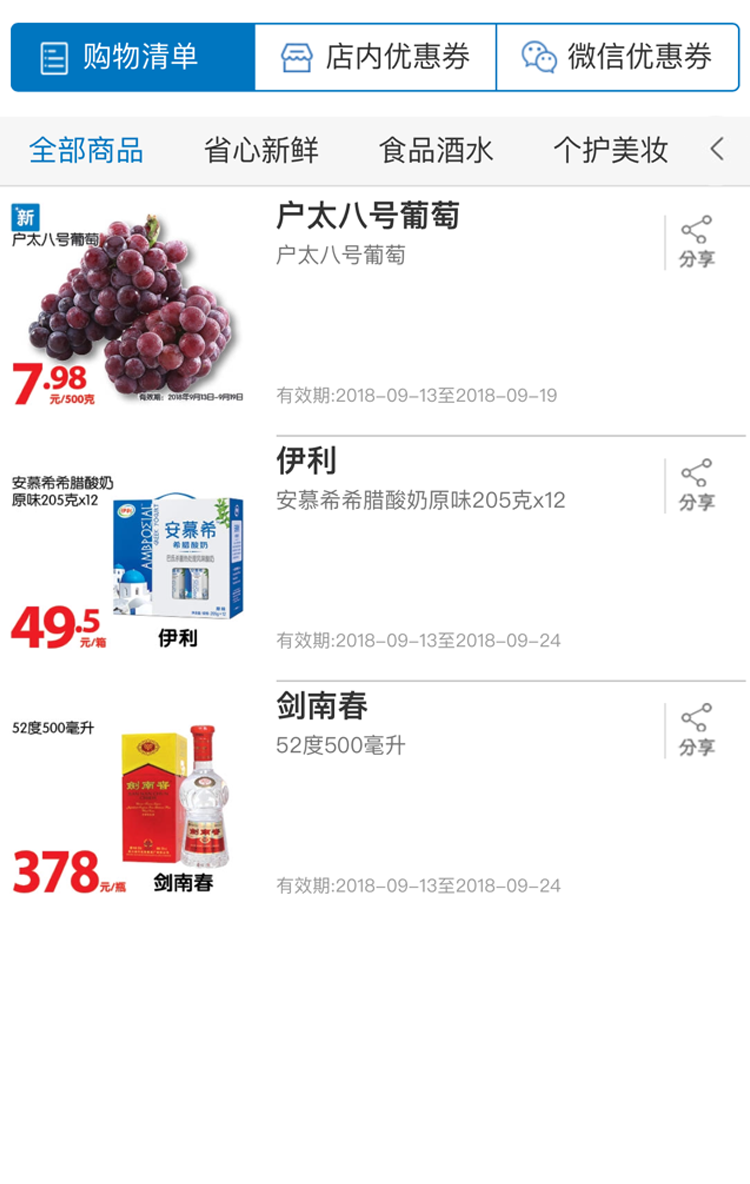 购物清单
店内优惠券
微信优惠券
全部商品
省心新鲜
食品酒水
个护美妆
新
户太八号葡萄
7.98
元/500克
有效期: 2018年9月13日-9月19日
户太八号葡萄
户太八号葡萄
分享
有效期:2018-09-13至2018-09-19
安慕希希腊酸奶
原味205克x12
伊利
AMBROSIAL
GREEK YOGURT
安慕希
希腊酸奶
49.5
元/箱
伊利
伊利
安慕希希腊酸奶原味205克x12
分享
有效期:2018-09-13至2018-09-24
52度500毫升
劍南春
劍南春
378
元/瓶
剑南春
剑南春
52度500毫升
分享
有效期:2018-09-13至2018-09-24